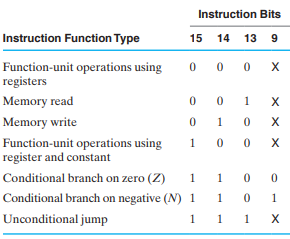 Instruction Bits
Instruction Function Type 15 14 13 9
Function-unit operations using 0 0 0 X
registers
Memory read 0 0 1 X
Memory write 0 1 0 X
Function-unit operations using 1 0 0 X
register and constant
Conditional branch on zero (Z) 1 1 0 0
Conditional branch on negative (N) 1 1 0 1
Unconditional jump 1 1 1 X